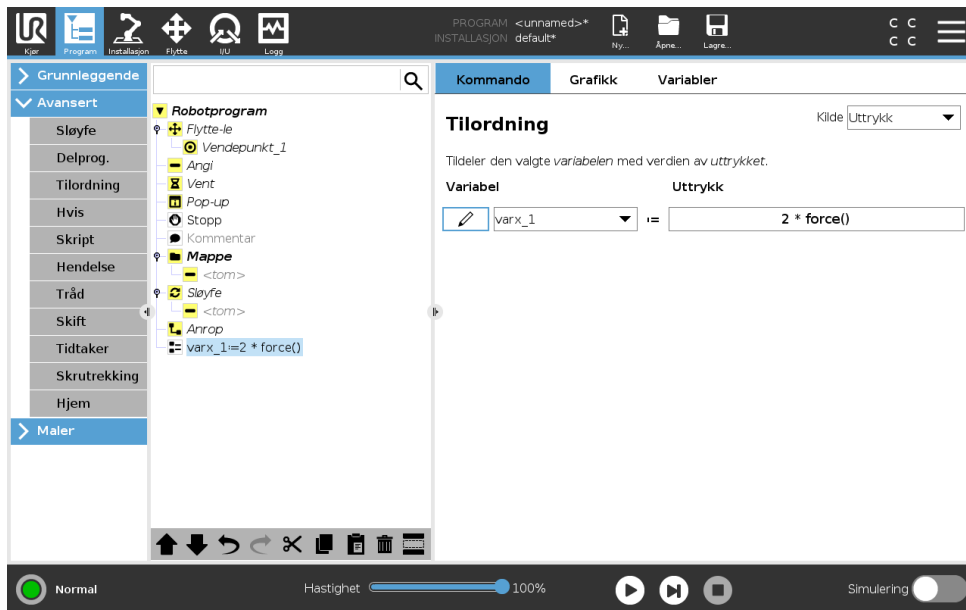 UR
PROGRAM <unnamed>*
INSTALLASJON default*
C C
C C
Kjør Program Installasjon Flytte I/U Logg Ny... Åpne... Lagre...
Grunnleggende
Avansert
Sløyfe
Delprog.
Tilordning
Hvis
Skript
Hendelse
Tråd
Skift
Tidtaker
Skrutrekking
Hjem
Maler
Robotprogram
Flytte-le
Vendepunkt_1
Angi
Vent
Pop-up
Stopp
Kommentar
Mappe
<tom>
Sløyfe
<tom>
Anrop
varx_1:=2 * force()
Kommando Grafikk Variabler
Tilordning
Kilde Uttrykk
Tildeler den valgte variabelen med verdien av uttrykket.
Variabel Uttrykk
varx_1 := 2 * force()
Normal Hastighet 100% Simulering